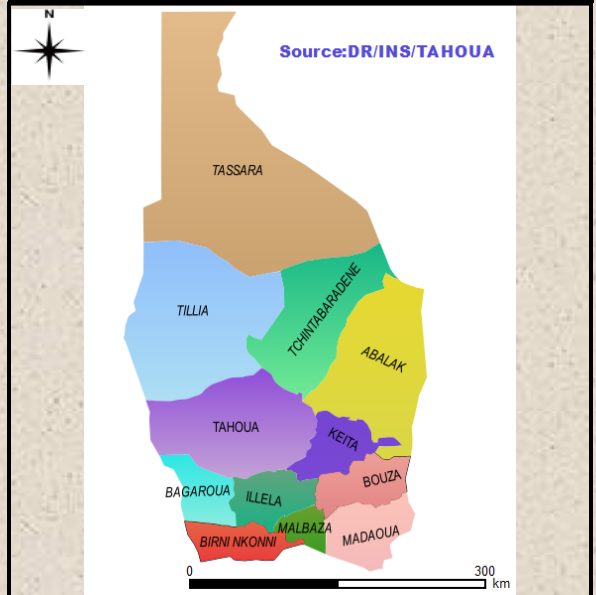 N
Source:DR/INS/TAHOUA
TASSARA
TCHINTABARADENE
TILLIA
ABALAK
TAHOUA
KEITA
BOUZA
BAGAROUA
ILLELA
MALBAZA
MADAOUA
BIRNI NKONNI
0
300
km